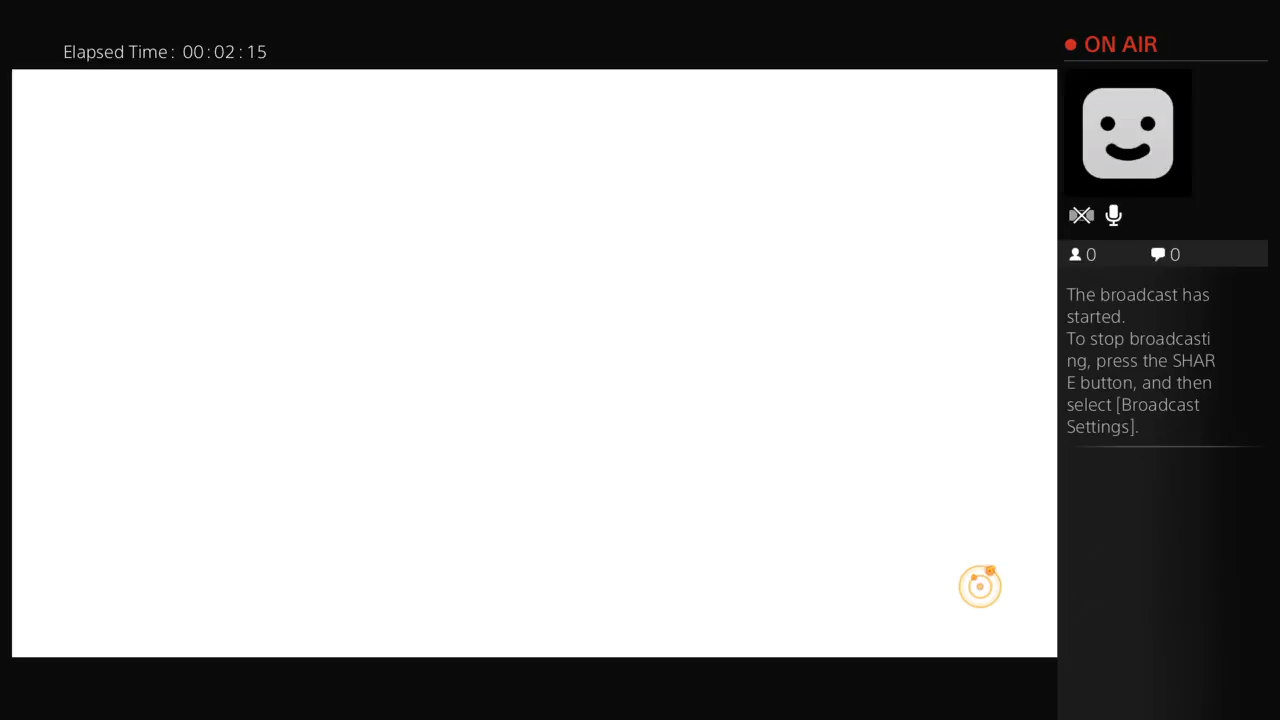 Elapsed Time: 00:02:15
ON AIR
0
0
The broadcast has
started.
To stop broadcasti
ng, press the SHAR
E button, and then
select [Broadcast
Settings].